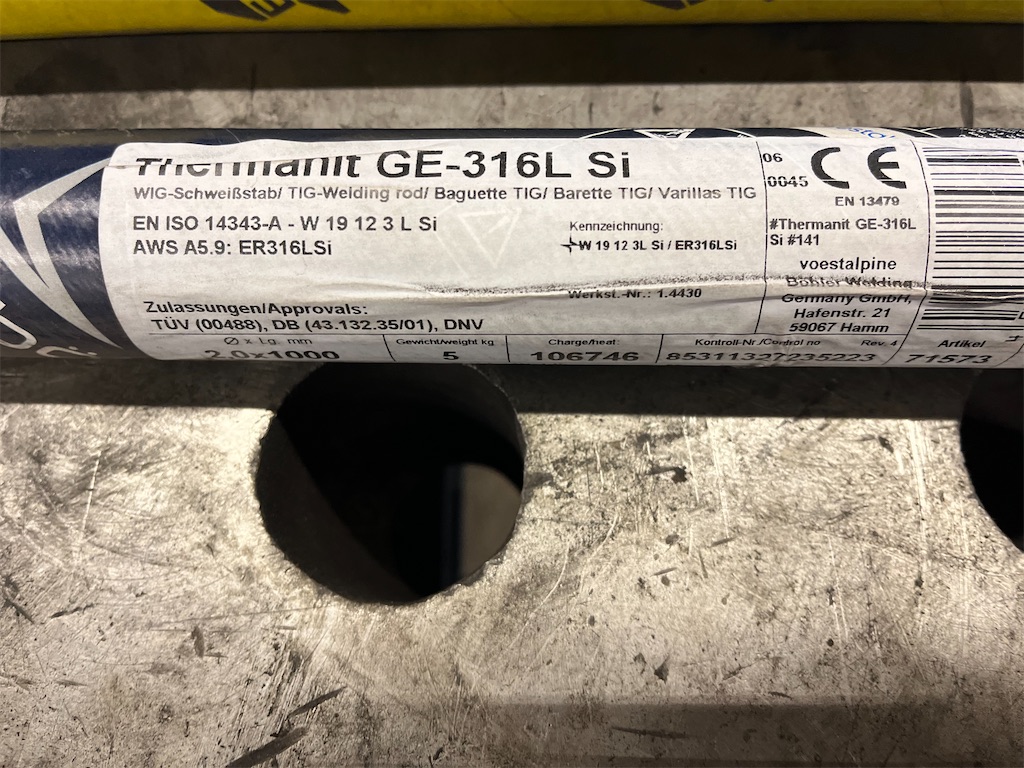 Thermanit GE-316L Si
WIG-Schweißstab/ TIG-Welding rod/ Baguette TIG/ Barette TIG/ Varillas TIG
EN ISO 14343-A - W 19 12 3 L Si
AWS A5.9: ER316LSi
Kennzeichnung:
W 19 12 3L Si / ER316LSi
Werkst.-Nr.: 1.4430
Zulassungen/Approvals:
TÜV (00488), DB (43.132.35/01), DNV
Ø x Lg. mm
2,0x1000
Gewicht/weight kg
5
Charge/heat:
106746
Kontroll-Nr./Control no Rev. 4
85311327235223
Artikel
71573
06
0045
CE
EN 13479
#Thermanit GE-316L
Si #141
voestalpine
Böhler Welding
Germany GmbH,
Hafenstr. 21
59067 Hamm